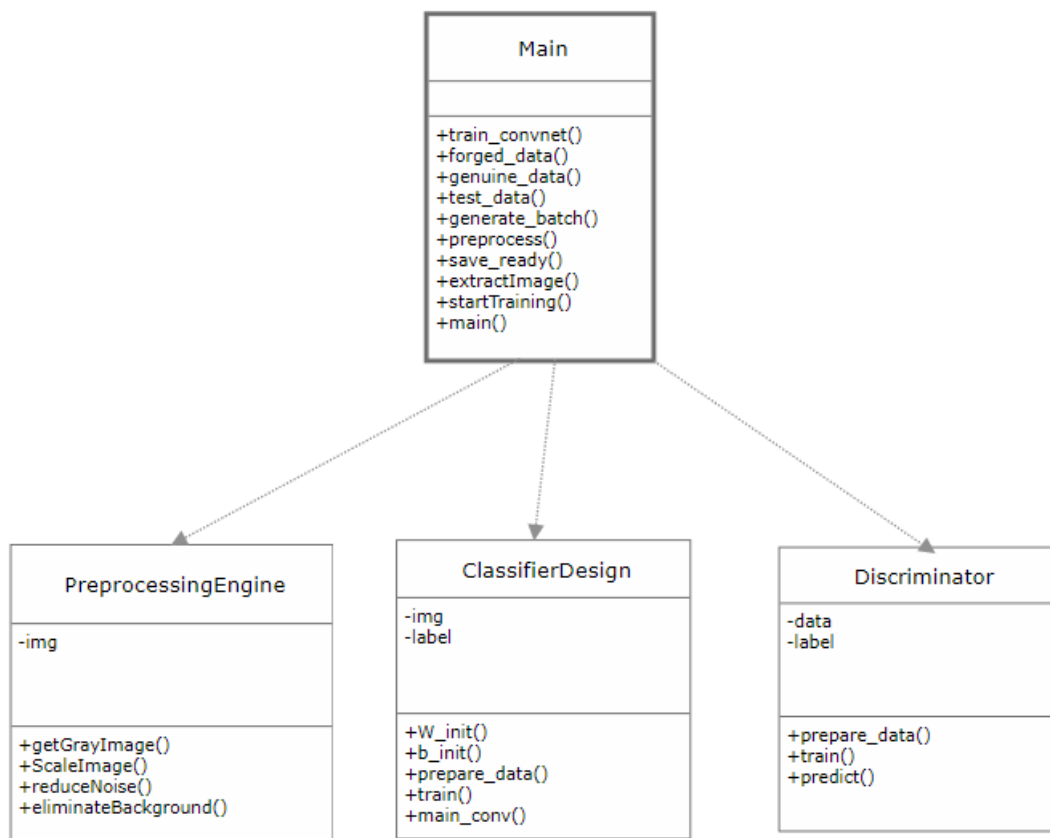 Main
+train_convnet()
+forged_data()
+genuine_data()
+test_data()
+generate_batch()
+preprocess()
+save_ready()
+extractImage()
+startTraining()
+main()
PreprocessingEngine
-img
+getGrayImage()
+ScaleImage()
+reduceNoise()
+eliminateBackground()
ClassifierDesign
-img
-label
+W_init()
+b_init()
+prepare_data()
+train()
+main_conv()
Discriminator
-data
-label
+prepare_data()
+train()
+predict()